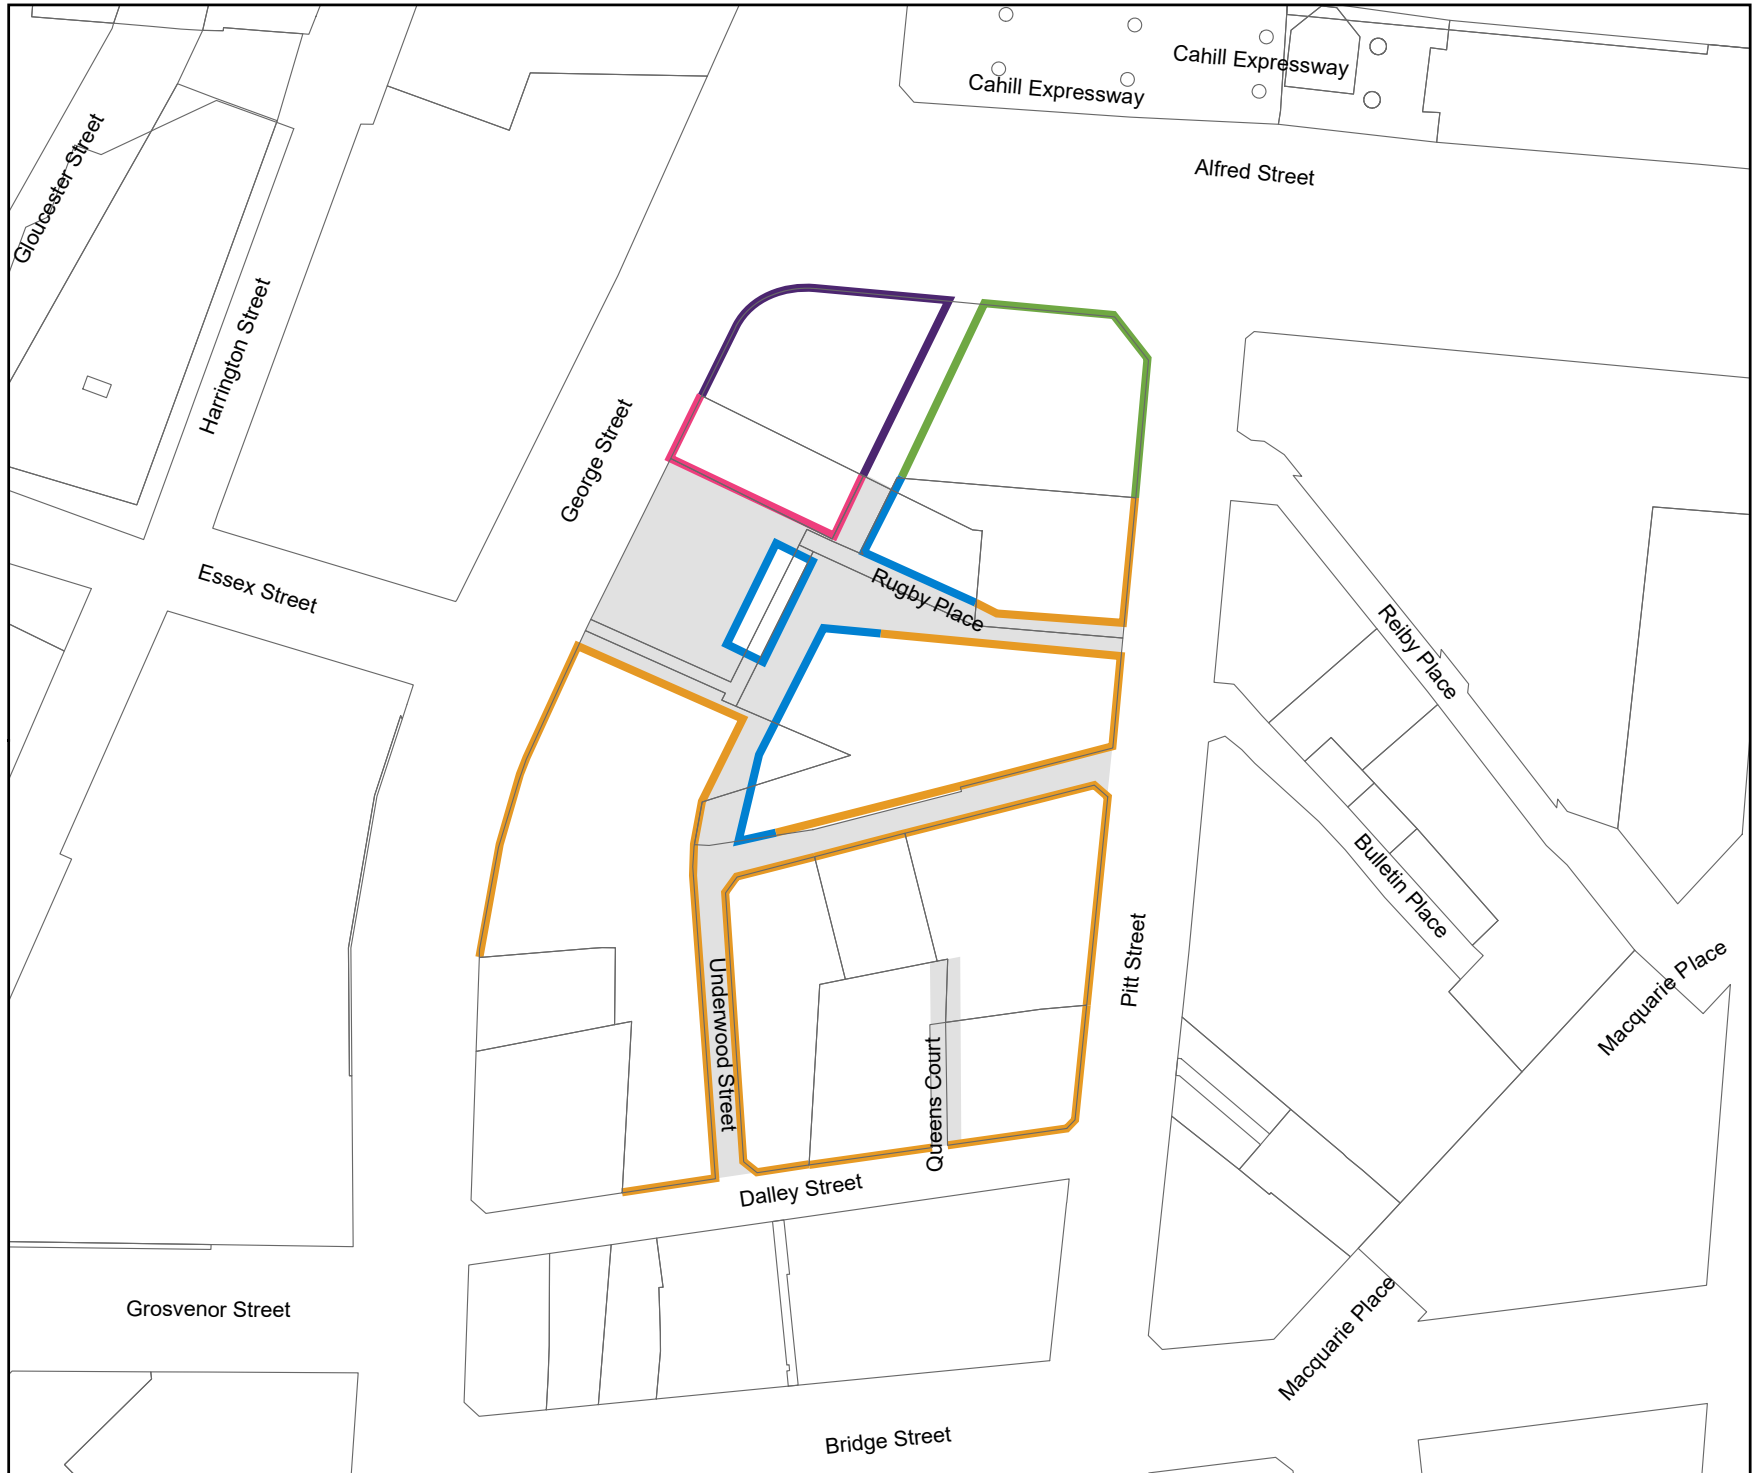 Cahill Expressway
Cahill Expressway
Alfred Street
Gloucester Street
Harrington Street
George Street
Essex Street
Rugby Place
Reiby Place
Bulletin Place
Pitt Street
Macquarie Place
Underwood Street
Queens Court
Dalley Street
Grosvenor Street
Macquarie Place
Bridge Street